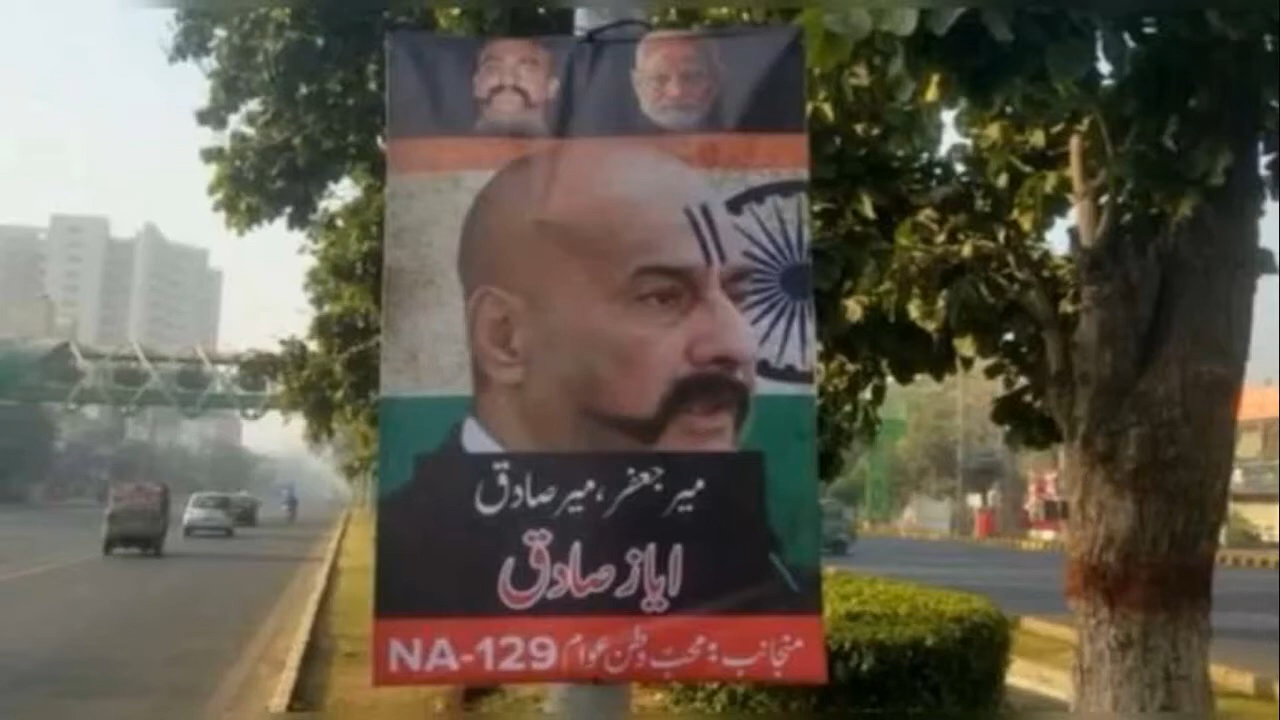 میر جعفر، میر صادق
ایاز صادق
منجانب: محبّ وطن عوام NA-129